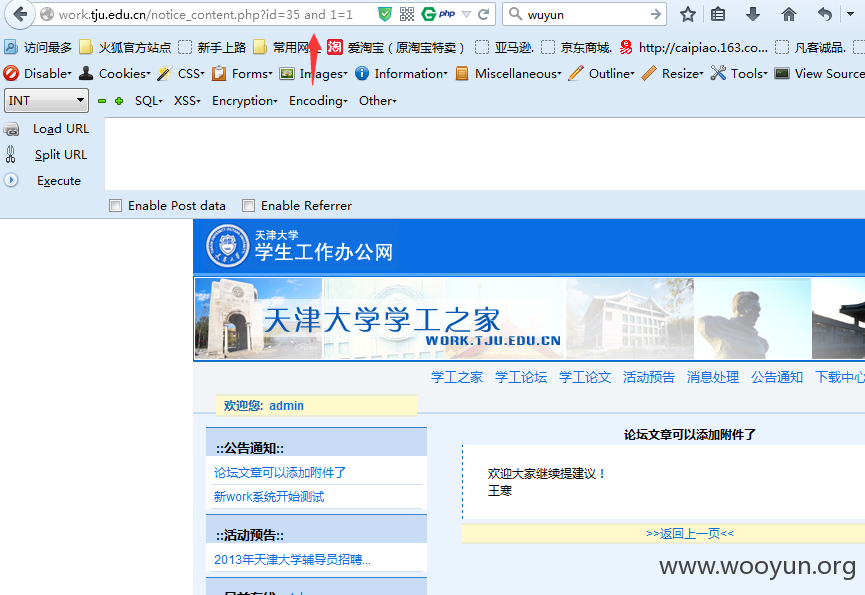 work.tju.edu.cn/notice_content.php?id=35 and 1=1
php
wuyun
访问最多 火狐官方站点 新手上路 常用网 淘 爱淘宝（原淘宝特卖） 亚马逊. 京东商城. http://caipiao.163.co... 凡客诚品.
Disable Cookies CSS Forms Images Information Miscellaneous Outline Resize Tools View Source
INT SQL XSS Encryption Encoding Other
Load URL
Split URL
Execute
Enable Post data Enable Referrer
天津大学
学生工作办公网
天津大学学工之家
WORK.TJU.EDU.CN
学工之家 学工论坛 学工论文 活动预告 消息处理 公告通知 下载中心
欢迎您: admin
::公告通知::
论坛文章可以添加附件了
新work系统开始测试
::活动预告::
2013年天津大学辅导员招聘...
论坛文章可以添加附件了
欢迎大家继续提建议！
王寒
>>返回上一页<<
www.wooyun.org